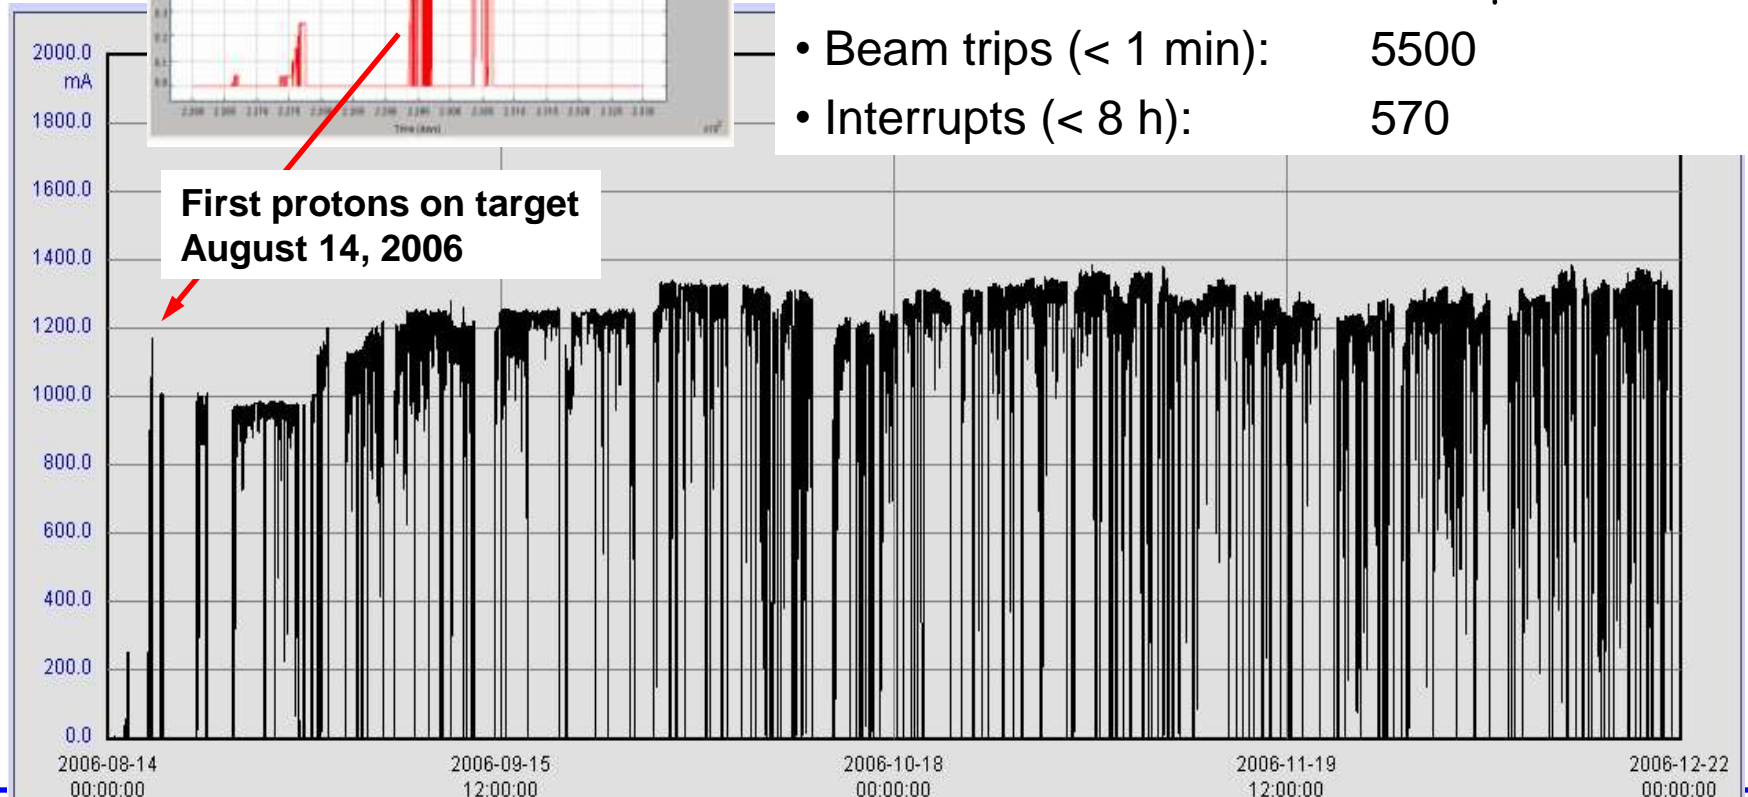 • Beam trips (< 1 min): 5500
• Interrupts (< 8 h): 570
Time (days)
First protons on target
August 14, 2006
2000.0
mA
1800.0
1600.0
1400.0
1200.0
1000.0
800.0
600.0
400.0
200.0
0.0
2006-08-14 2006-09-15 2006-10-18 2006-11-19 2006-12-22
00:00:00 12:00:00 00:00:00 12:00:00 00:00:00